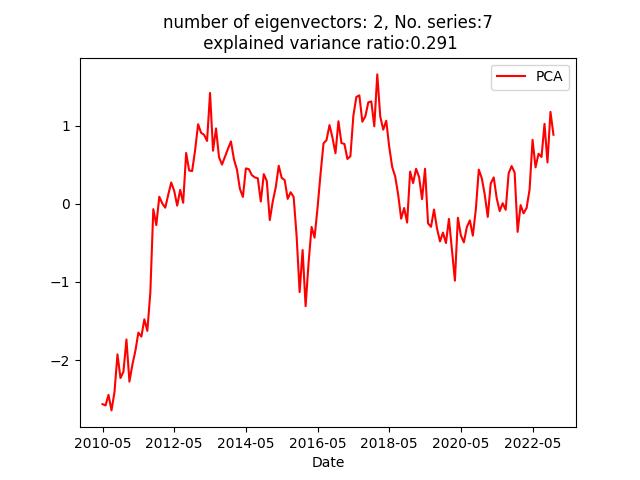 number of eigenvectors: 2, No. series:7
explained variance ratio:0.291
PCA
1
0
−1
−2
2010-05 2012-05 2014-05 2016-05 2018-05 2020-05 2022-05
Date